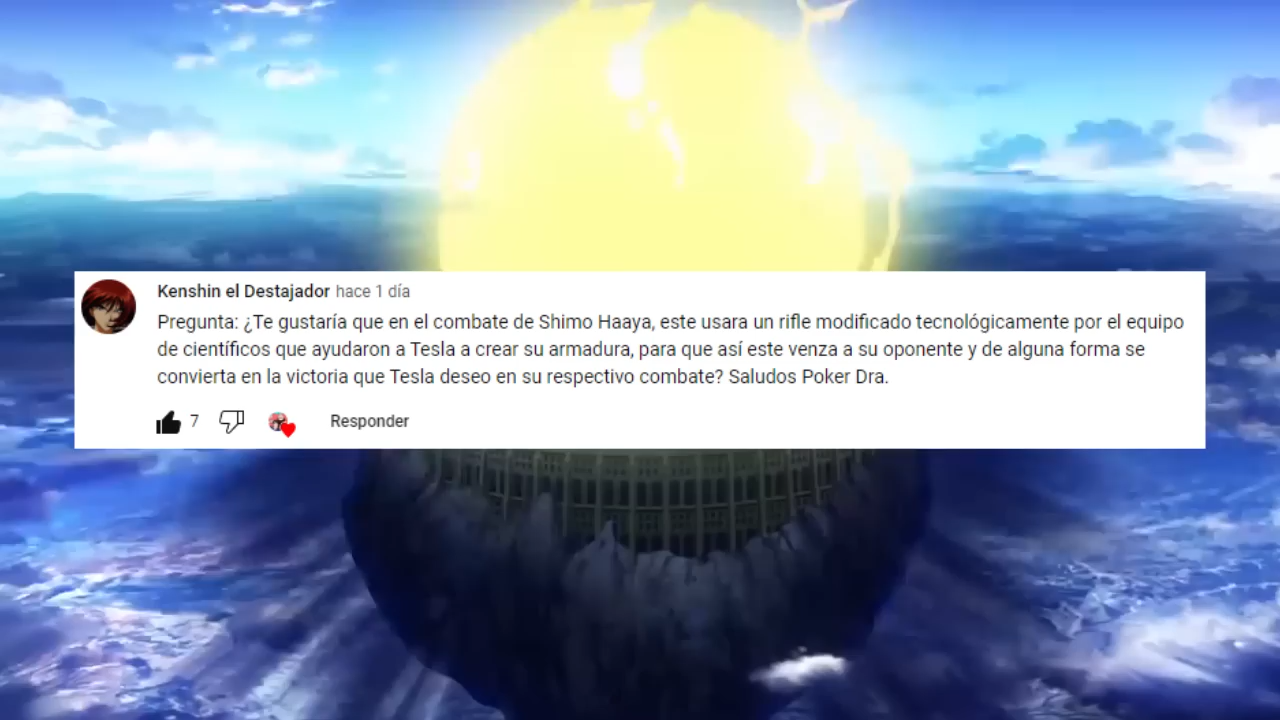 Kenshin el Destajador hace 1 día
Pregunta: ¿Te gustaría que en el combate de Shimo Haaya, este usara un rifle modificado tecnológicamente por el equipo
de científicos que ayudaron a Tesla a crear su armadura, para que así este venza a su oponente y de alguna forma se
convierta en la victoria que Tesla deseo en su respectivo combate? Saludos Poker Dra.
7 Responder